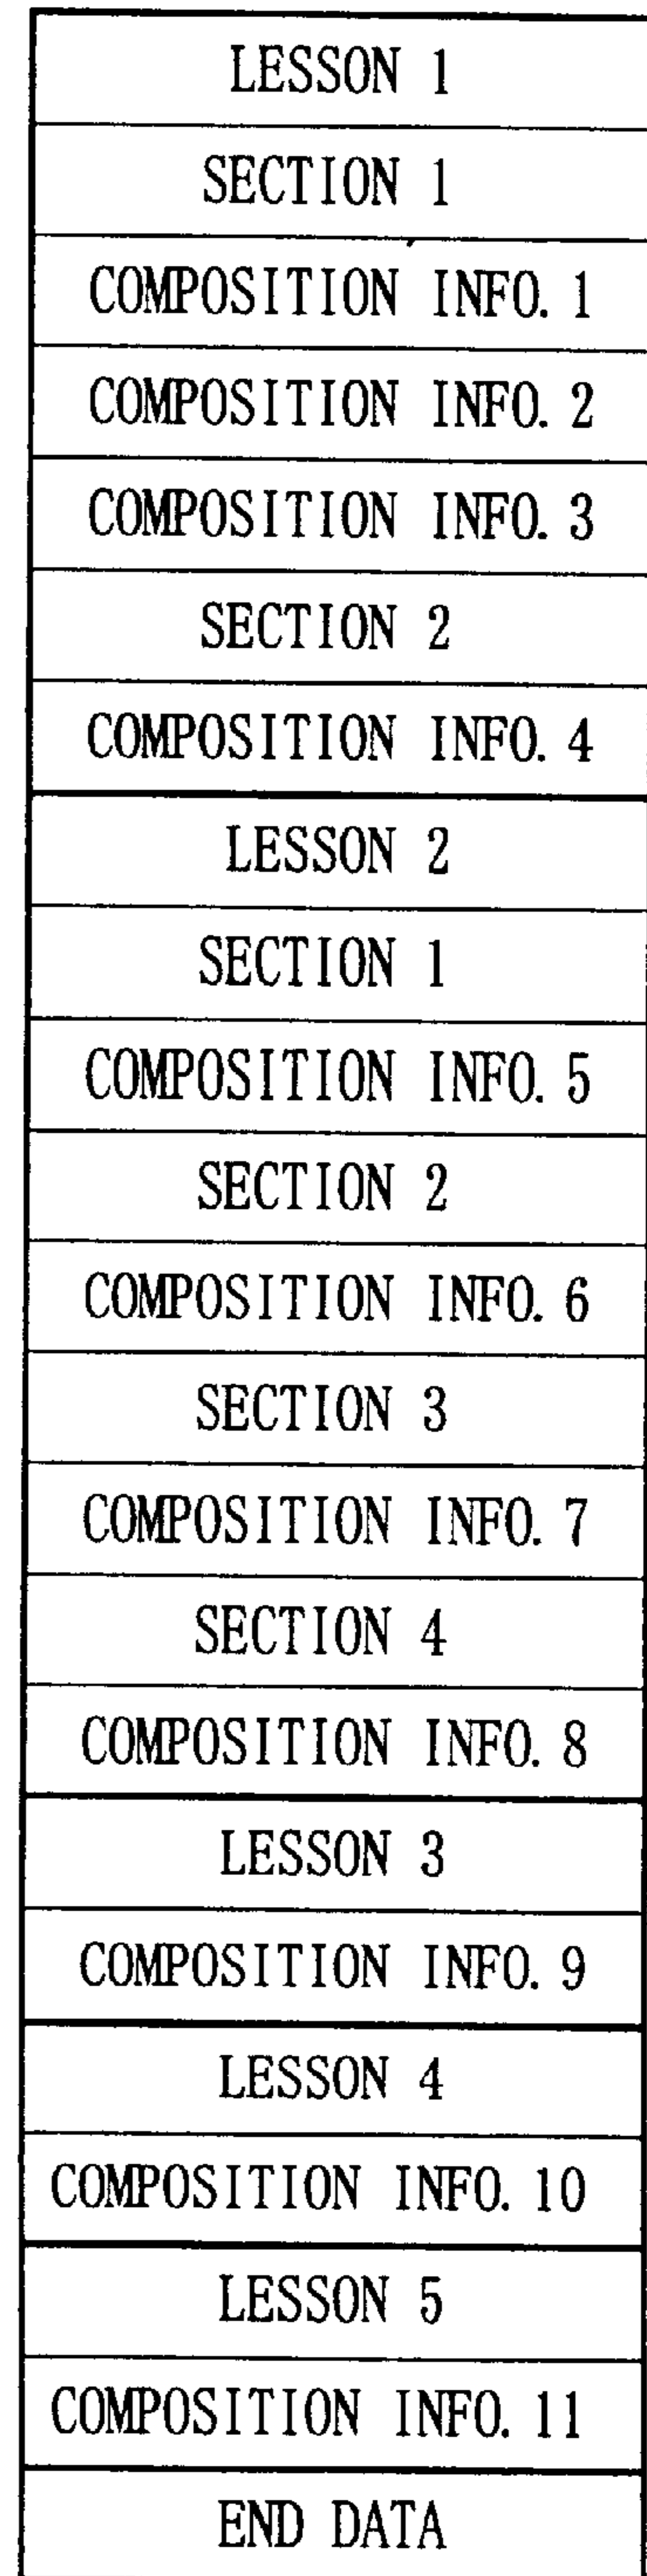 LESSON 1
SECTION 1
COMPOSITION INFO. 1
COMPOSITION INFO. 2
COMPOSITION INFO. 3
SECTION 2
COMPOSITION INFO. 4
LESSON 2
SECTION 1
COMPOSITION INFO. 5
SECTION 2
COMPOSITION INFO. 6
SECTION 3
COMPOSITION INFO. 7
SECTION 4
COMPOSITION INFO. 8
LESSON 3
COMPOSITION INFO. 9
LESSON 4
COMPOSITION INFO. 10
LESSON 5
COMPOSITION INFO. 11
END DATA